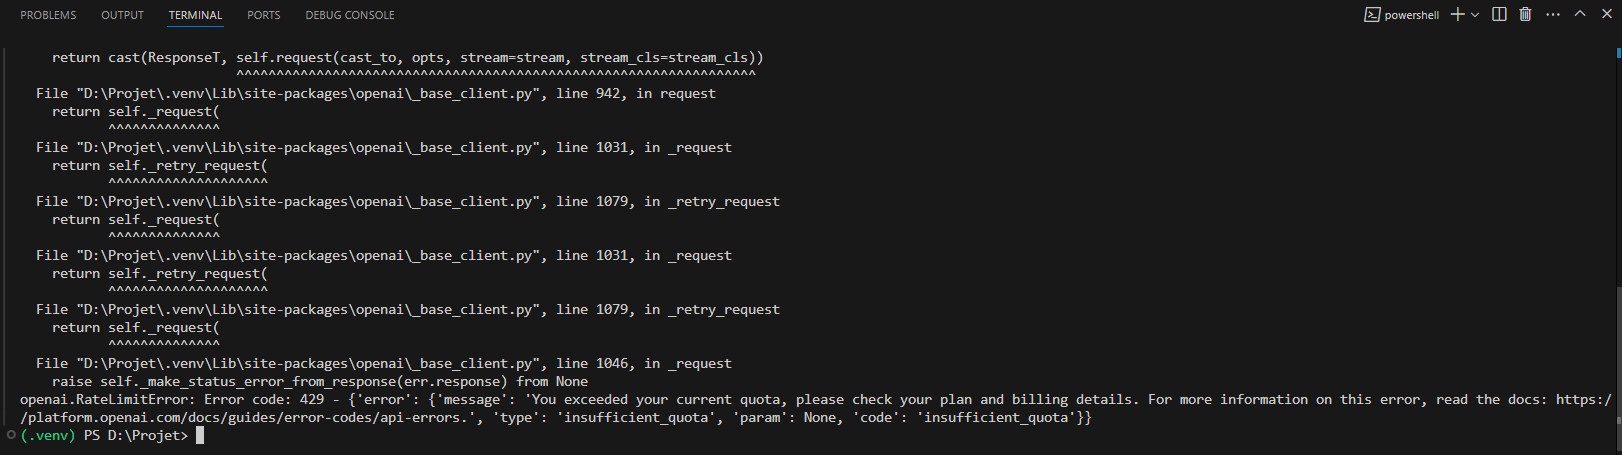 PROBLEMS OUTPUT TERMINAL PORTS DEBUG CONSOLE powershell
return cast(ResponseT, self.request(cast_to, opts, stream=stream, stream_cls=stream_cls))
^^^^^^^^^^^^^^^^^^^^^^^^^^^^^^^^^^^^^^^^^^^^^^^^^^^^^^^^^^^^^^^^^
File "D:\Projet\.venv\Lib\site-packages\openai\_base_client.py", line 942, in request
return self._request(
^^^^^^^^^^^^^^
File "D:\Projet\.venv\Lib\site-packages\openai\_base_client.py", line 1031, in _request
return self._retry_request(
^^^^^^^^^^^^^^^^^^^^
File "D:\Projet\.venv\Lib\site-packages\openai\_base_client.py", line 1079, in _retry_request
return self._request(
^^^^^^^^^^^^^^
File "D:\Projet\.venv\Lib\site-packages\openai\_base_client.py", line 1031, in _request
return self._retry_request(
^^^^^^^^^^^^^^^^^^^^
File "D:\Projet\.venv\Lib\site-packages\openai\_base_client.py", line 1079, in _retry_request
return self._request(
^^^^^^^^^^^^^^
File "D:\Projet\.venv\Lib\site-packages\openai\_base_client.py", line 1046, in _request
raise self._make_status_error_from_response(err.response) from None
openai.RateLimitError: Error code: 429 - {'error': {'message': 'You exceeded your current quota, please check your plan and billing details. For more information on this error, read the docs: https:/
/platform.openai.com/docs/guides/error-codes/api-errors.', 'type': 'insufficient_quota', 'param': None, 'code': 'insufficient_quota'}}
(.venv) PS D:\Projet>